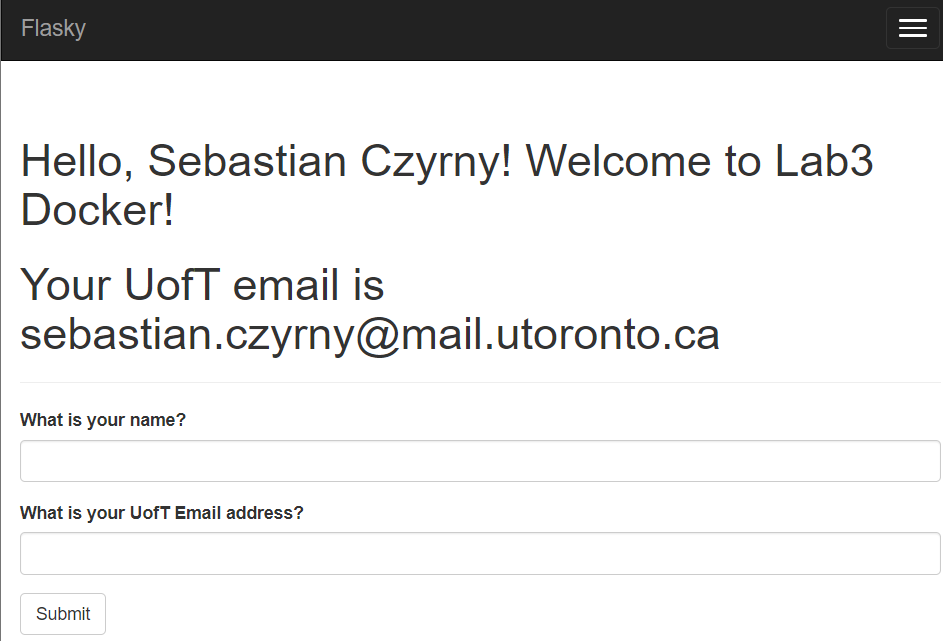 Flasky
Hello, Sebastian Czyrny! Welcome to Lab3
Docker!
Your UofT email is
sebastian.czyrny@mail.utoronto.ca
What is your name?
What is your UofT Email address?
Submit